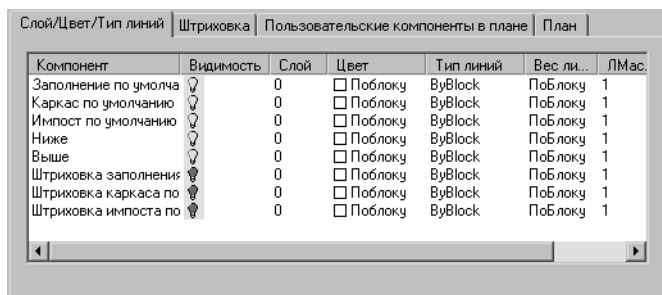 Слой/Цвет/Тип линий Штриховка Пользовательские компоненты в плане План
Компонент Видимость Слой Цвет Тип линий Вес ли... ЛМас.
Заполнение по умолча 0 Поблоку ByBlock ПоБлоку 1
Каркас по умолчанию 0 Поблоку ByBlock ПоБлоку 1
Импост по умолчанию 0 Поблоку ByBlock ПоБлоку 1
Ниже 0 Поблоку ByBlock ПоБлоку 1
Выше 0 Поблоку ByBlock ПоБлоку 1
Штриховка заполнения 0 Поблоку ByBlock ПоБлоку 1
Штриховка каркаса по 0 Поблоку ByBlock ПоБлоку 1
Штриховка импоста по 0 Поблоку ByBlock ПоБлоку 1